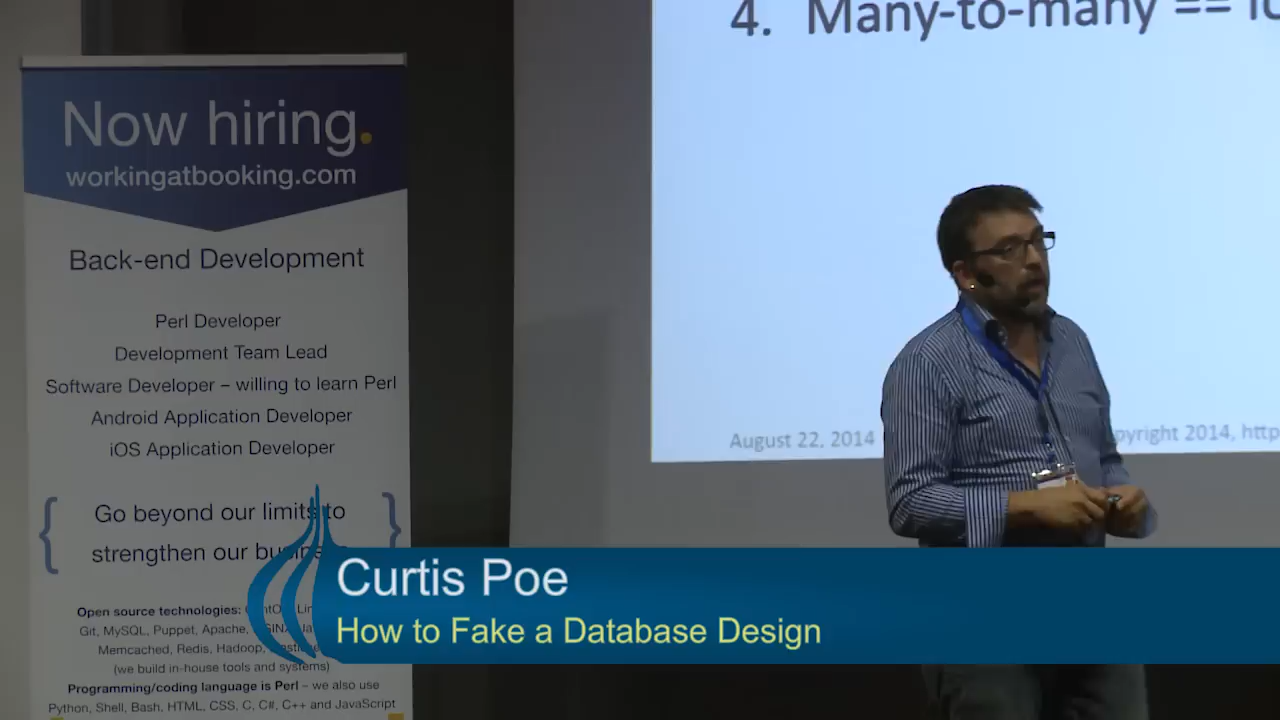 Now hiring.
workingatbooking.com
Back-end Development
Perl Developer
Development Team Lead
Software Developer – willing to learn Perl
Android Application Developer
iOS Application Developer
{ Go beyond our limits to }
strengthen our
Open source technologies:
Git, MySQL, Puppet, Apache,
Memcached, Redis, Hadoop,
(we build in-house tools and systems)
Programming/coding language is Perl – we also use
Python, Shell, Bash, HTML, CSS, C, C#, C++ and JavaScript
4. Many-to-many ==
August 22, 2014
pyright 2014, http
Curtis Poe
How to Fake a Database Design